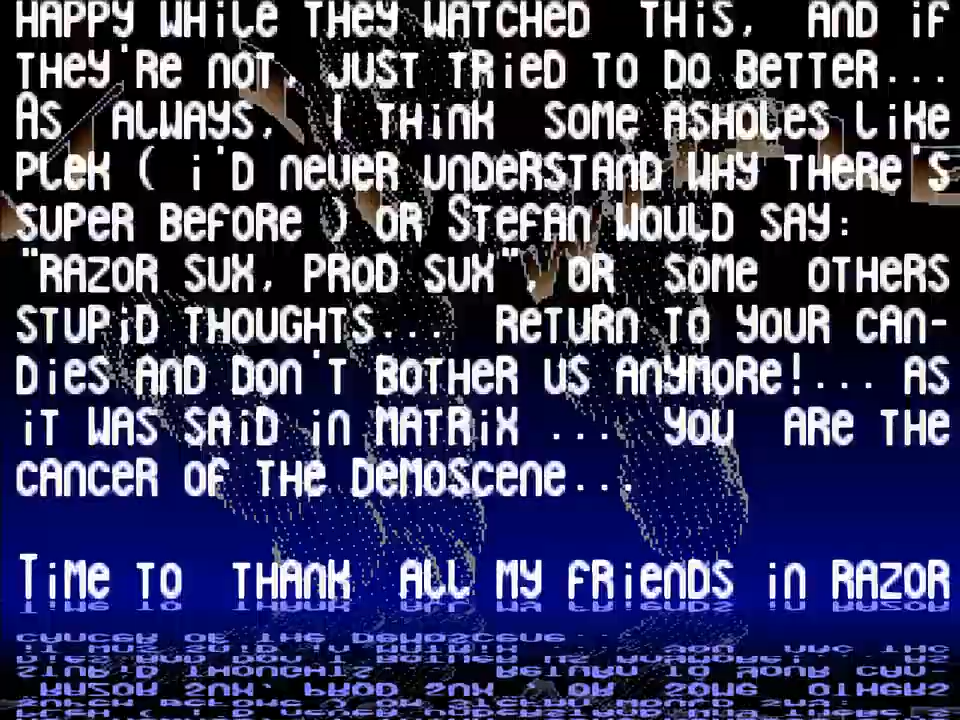 HAPPY WHiLe THeY WATCHeD THiS, AND iF
THeY'Re noT, JUST TRieD TO DO BeTTeR...
As ALWAYS, I THinK SOMe ASHOLeS LiKe
PLeK ( i'D neVeR UNDeRSTAND WHY THeRe'S
SUPeR BeFORe ) OR STeFAN WOULD SAY:
"RAZOR SUX, PROD SUX", OR SOMe OTHeRS
STUPiD THOUGHTS... ReTURn TO YOUR CAN-
DieS AND DOn'T BOTHeR US ANYMORe!... AS
iT WAS SAiD in MATRiX ... YOU ARe THe
CAnCeR OF THe DeMOSCene...
TiMe TO THAnK ALL MY FRienDS in RAZOR